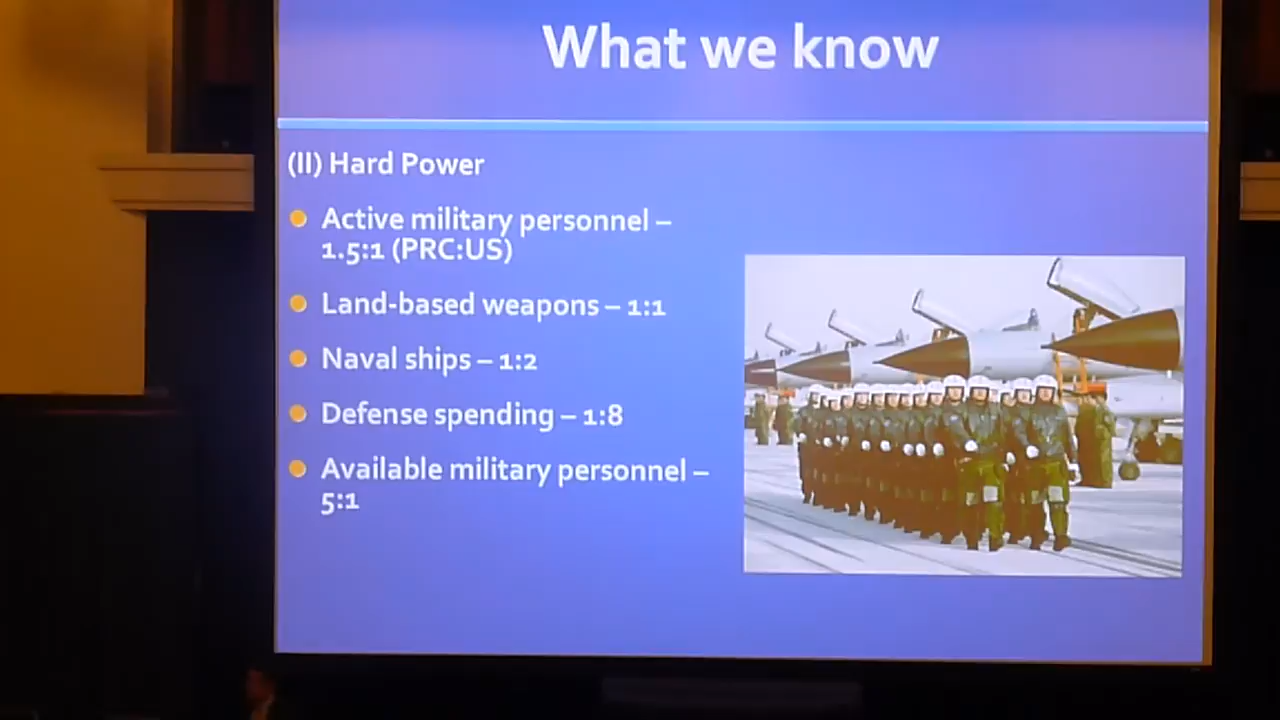 What we know
(II) Hard Power
Active military personnel –
1.5:1 (PRC:US)
Land-based weapons – 1:1
Naval ships – 1:2
Defense spending – 1:8
Available military personnel –
5:1